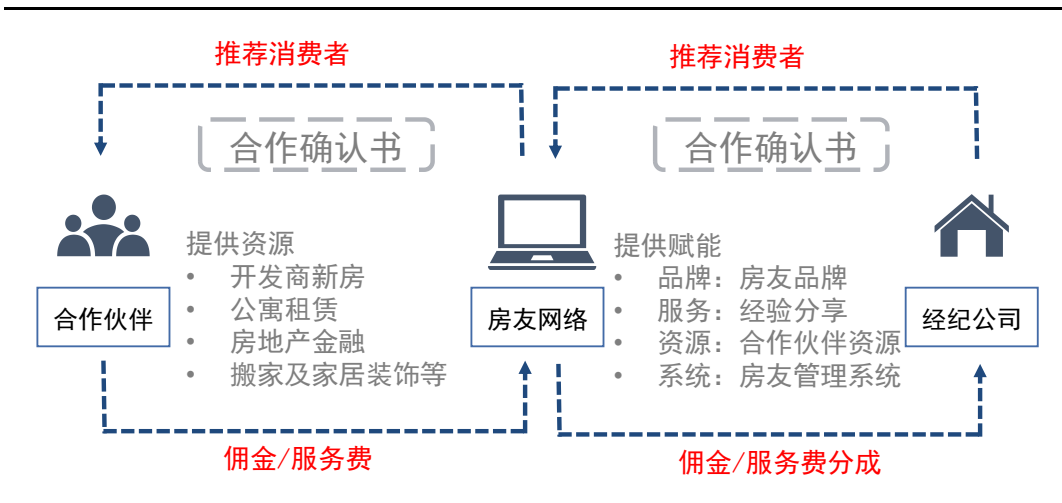 推荐消费者
推荐消费者
合作确认书
合作确认书
提供资源
• 开发商新房
• 公寓租赁
• 房地产金融
• 搬家及家居装饰等
提供赋能
• 品牌：房友品牌
• 服务：经验分享
• 资源：合作伙伴资源
• 系统：房友管理系统
合作伙伴
房友网络
经纪公司
佣金/服务费
佣金/服务费分成